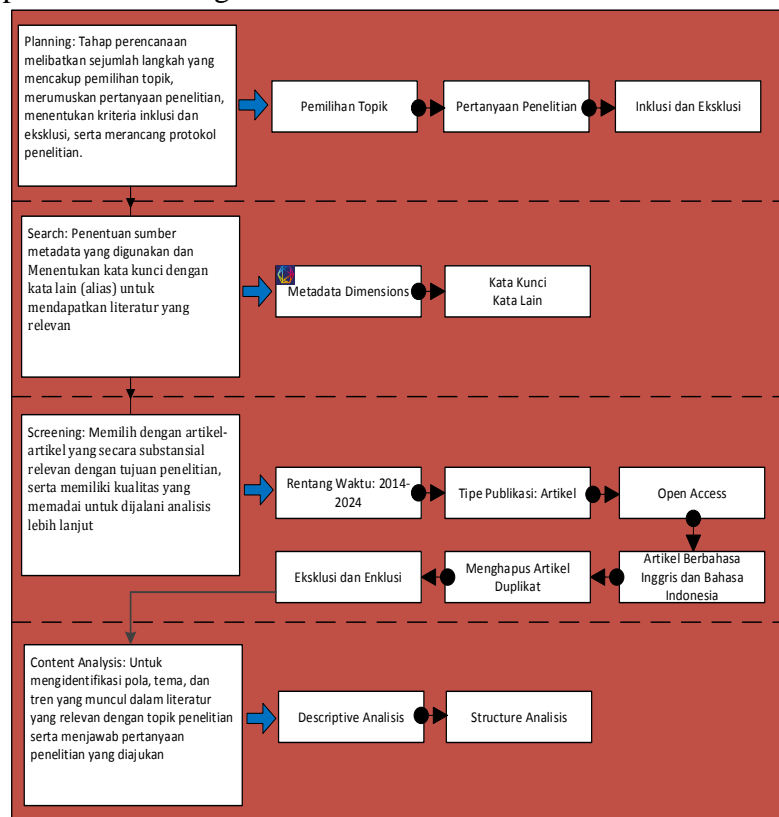 Planning: Tahap perencanaan
melibatkan sejumlah langkah yang
mencakup pemilihan topik,
merumuskan pertanyaan penelitian,
menentukan kriteria inklusi dan
eksklusi, serta merancang protokol
penelitian.
Pemilihan Topik
Pertanyaan Penelitian
Inklusi dan Eksklusi
Search: Penentuan sumber
metadata yang digunakan dan
Menentukan kata kunci dengan
kata lain (alias) untuk
mendapatkan literatur yang
relevan
Metadata Dimensions
Kata Kunci
Kata Lain
Screening: Memilih dengan artikel-
artikel yang secara substansial
relevan dengan tujuan penelitian,
serta memiliki kualitas yang
memadai untuk dijalani analisis
lebih lanjut
Rentang Waktu: 2014-
2024
Tipe Publikasi: Artikel
Open Access
Artikel Berbahasa
Inggris dan Bahasa
Indonesia
Menghapus Artikel
Duplikat
Eksklusi dan Enklusi
Content Analysis: Untuk
mengidentifikasi pola, tema, dan
tren yang muncul dalam literatur
yang relevan dengan topik penelitian
serta menjawab pertanyaan
penelitian yang diajukan
Descriptive Analisis
Structure Analisis